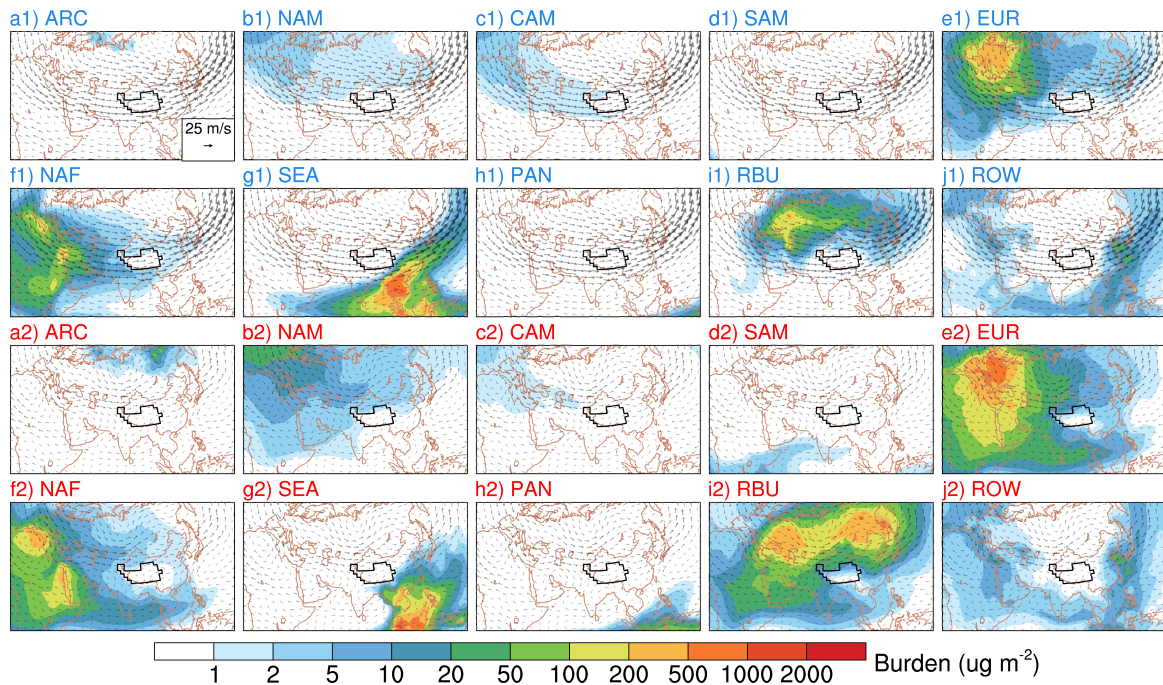 a1) ARC b1) NAM c1) CAM d1) SAM e1) EUR
25 m/s
f1) NAF g1) SEA h1) PAN i1) RBU j1) ROW
a2) ARC b2) NAM c2) CAM d2) SAM e2) EUR
f2) NAF g2) SEA h2) PAN i2) RBU j2) ROW
1 2 5 10 20 50 100 200 500 1000 2000 Burden (ug m-2)